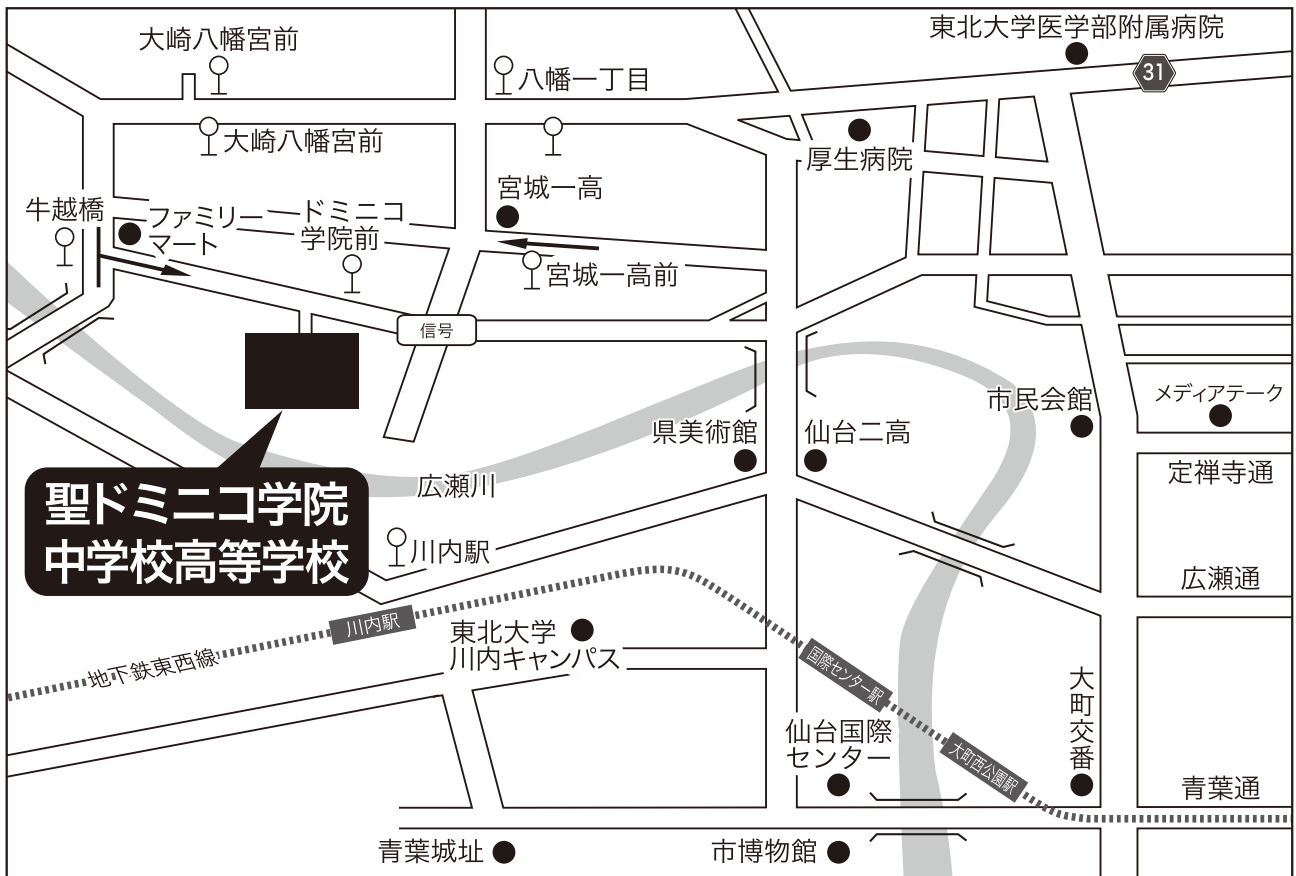 東北大学医学部附属病院
大崎八幡宮前
八幡一丁目
31
大崎八幡宮前
厚生病院
牛越橋
ファミリー
マート
ドミニコ
学院前
宮城一高
宮城一高前
信号
市民会館
メディアテーク
県美術館
仙台二高
定禅寺通
広瀬川
聖ドミニコ学院
中学校高等学校
川内駅
広瀬通
川内駅
東北大学
川内キャンパス
地下鉄東西線
国際センター駅
大町交番
仙台国際
センター
大町西公園駅
青葉通
青葉城址
市博物館